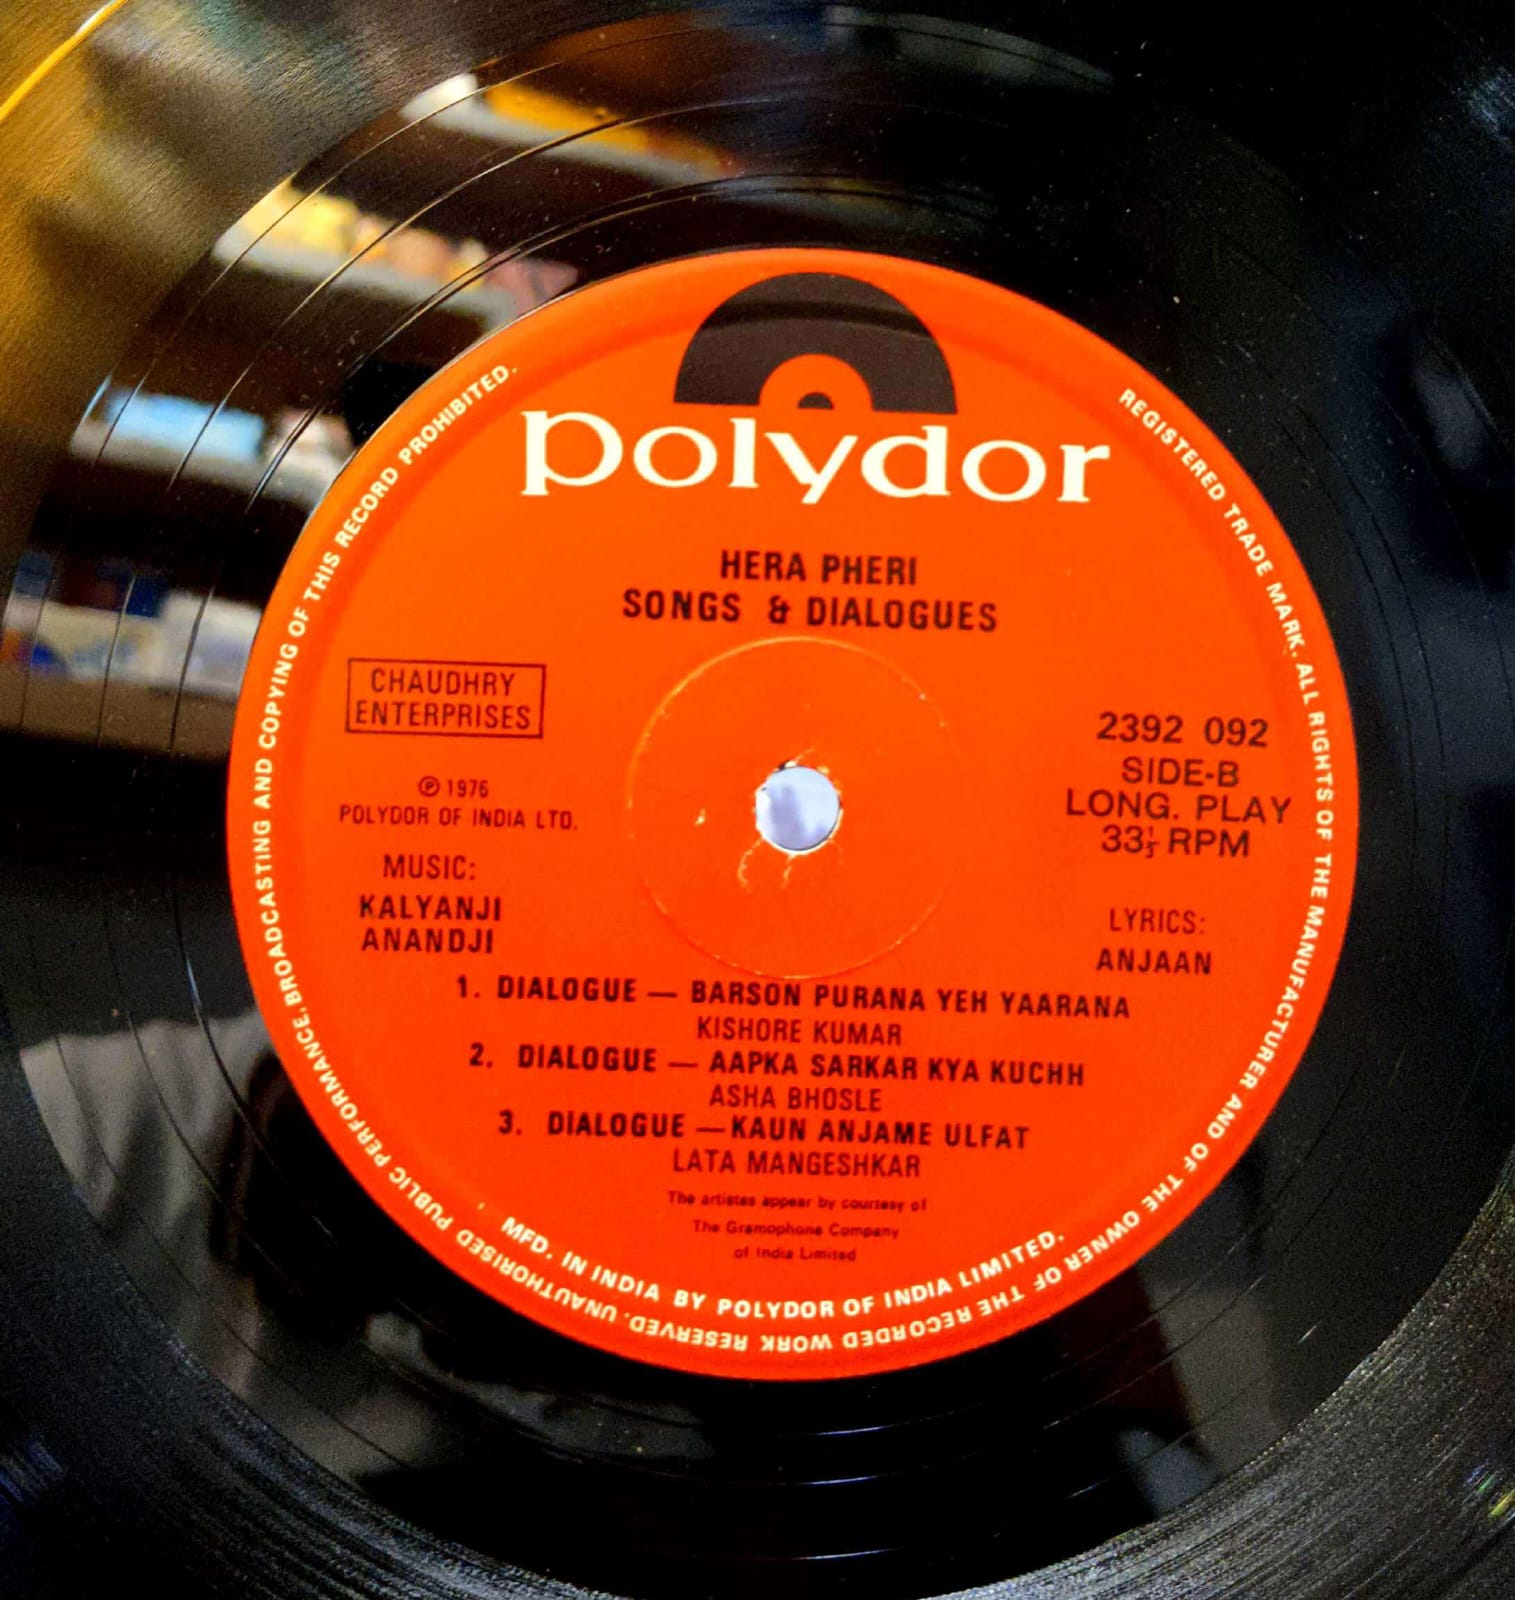 polydor
HERA PHERI
SONGS & DIALOGUES
CHAUDHRY
ENTERPRISES
℗ 1976
POLYDOR OF INDIA LTD.
MUSIC:
KALYANJI
ANANDJI
2392 092
SIDE-B
LONG. PLAY
33⅓ RPM
LYRICS:
ANJAAN
1. DIALOGUE — BARSON PURANA YEH YAARANA
KISHORE KUMAR
2. DIALOGUE — AAPKA SARKAR KYA KUCHH
ASHA BHOSLE
3. DIALOGUE — KAUN ANJAME ULFAT
LATA MANGESHKAR
The artistes appear by courtesy of
The Gramophone Company
of India Limited
MFD. IN INDIA BY POLYDOR OF INDIA LIMITED.
REGISTERED TRADE MARK. ALL RIGHTS OF THE MANUFACTURER AND OF THE OWNER OF THE RECORDED WORK RESERVED. UNAUTHORISED PUBLIC PERFORMANCE, BROADCASTING AND COPYING OF THIS RECORD PROHIBITED.